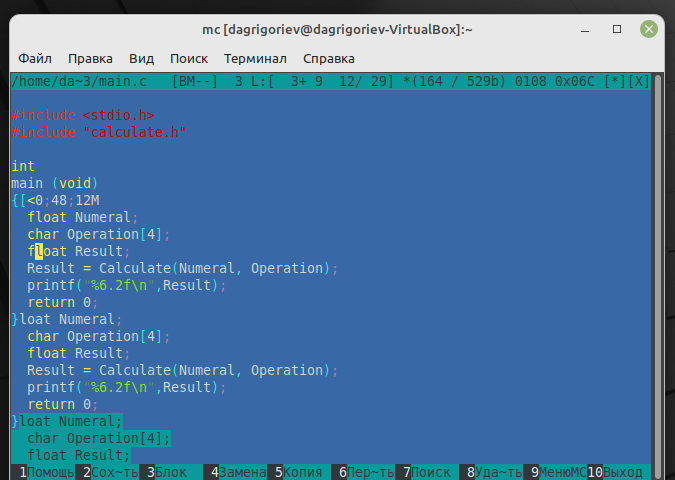 mc [dagrigoriev@dagrigoriev-VirtualBox]:~
Файл Правка Вид Поиск Терминал Справка
/home/da~3/main.c [BM--] 3 L:[ 3+ 9 12/ 29] *(164 / 529b) 0108 0x06C [*][X]
#include <stdio.h>
#include "calculate.h"
int
main (void)
{[<0;48;12M
float Numeral;
char Operation[4];
float Result;
Result = Calculate(Numeral, Operation);
printf("%6.2f\n",Result);
return 0;
}loat Numeral;
char Operation[4];
float Result;
Result = Calculate(Numeral, Operation);
printf("%6.2f\n",Result);
return 0;
}loat Numeral;
char Operation[4];
float Result;
1Помощь 2Сох~ть 3Блок 4Замена 5Копия 6Пер~ть 7Поиск 8Уда~ть 9МенюMC 10Выход